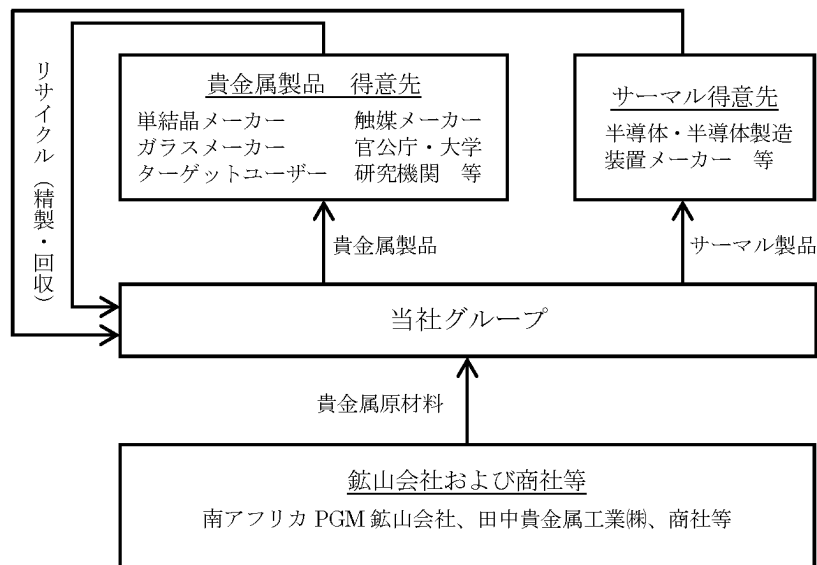 リサイクル（精製・回収）
貴金属製品　得意先
単結晶メーカー　触媒メーカー
ガラスメーカー　官公庁・大学
ターゲットユーザー　研究機関　等
サーマル得意先
半導体・半導体製造
装置メーカー　等
貴金属製品
サーマル製品
当社グループ
貴金属原材料
鉱山会社および商社等
南アフリカ PGM 鉱山会社、田中貴金属工業㈱、商社等